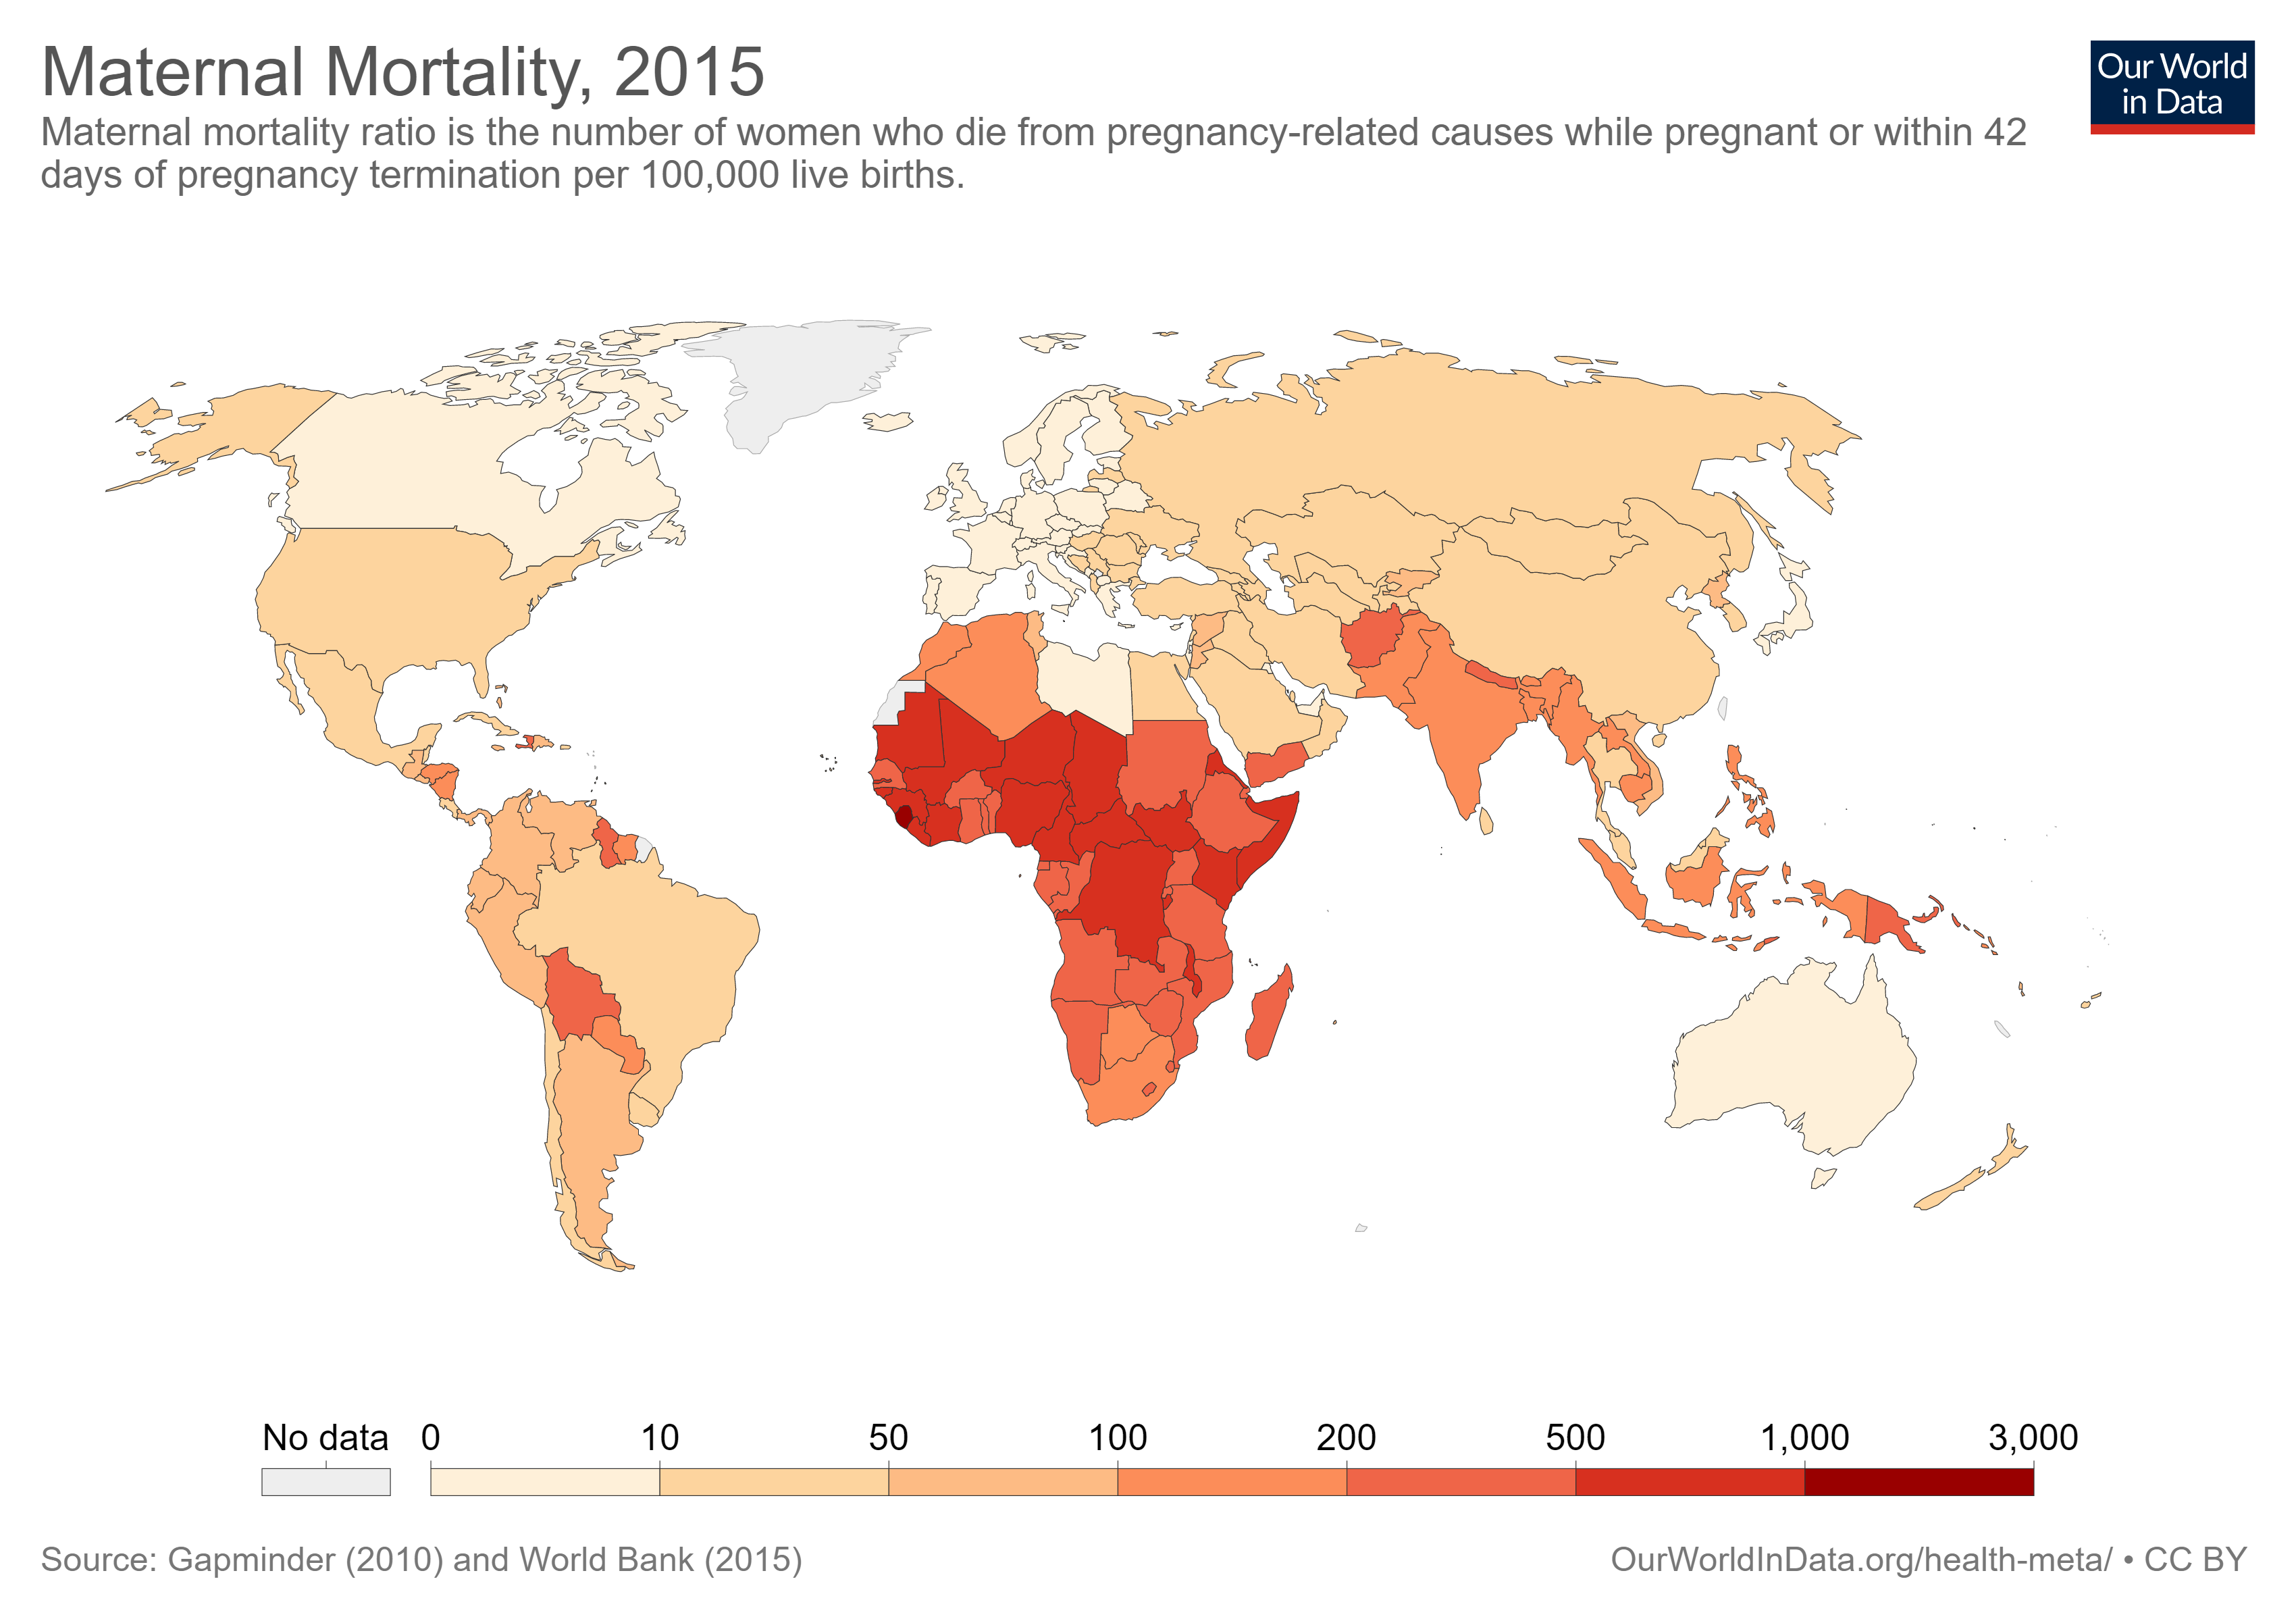 Maternal Mortality, 2015
Our World
in Data
Maternal mortality ratio is the number of women who die from pregnancy-related causes while pregnant or within 42
days of pregnancy termination per 100,000 live births.
No data 0 10 50 100 200 500 1,000 3,000
Source: Gapminder (2010) and World Bank (2015)
OurWorldInData.org/health-meta/ • CC BY